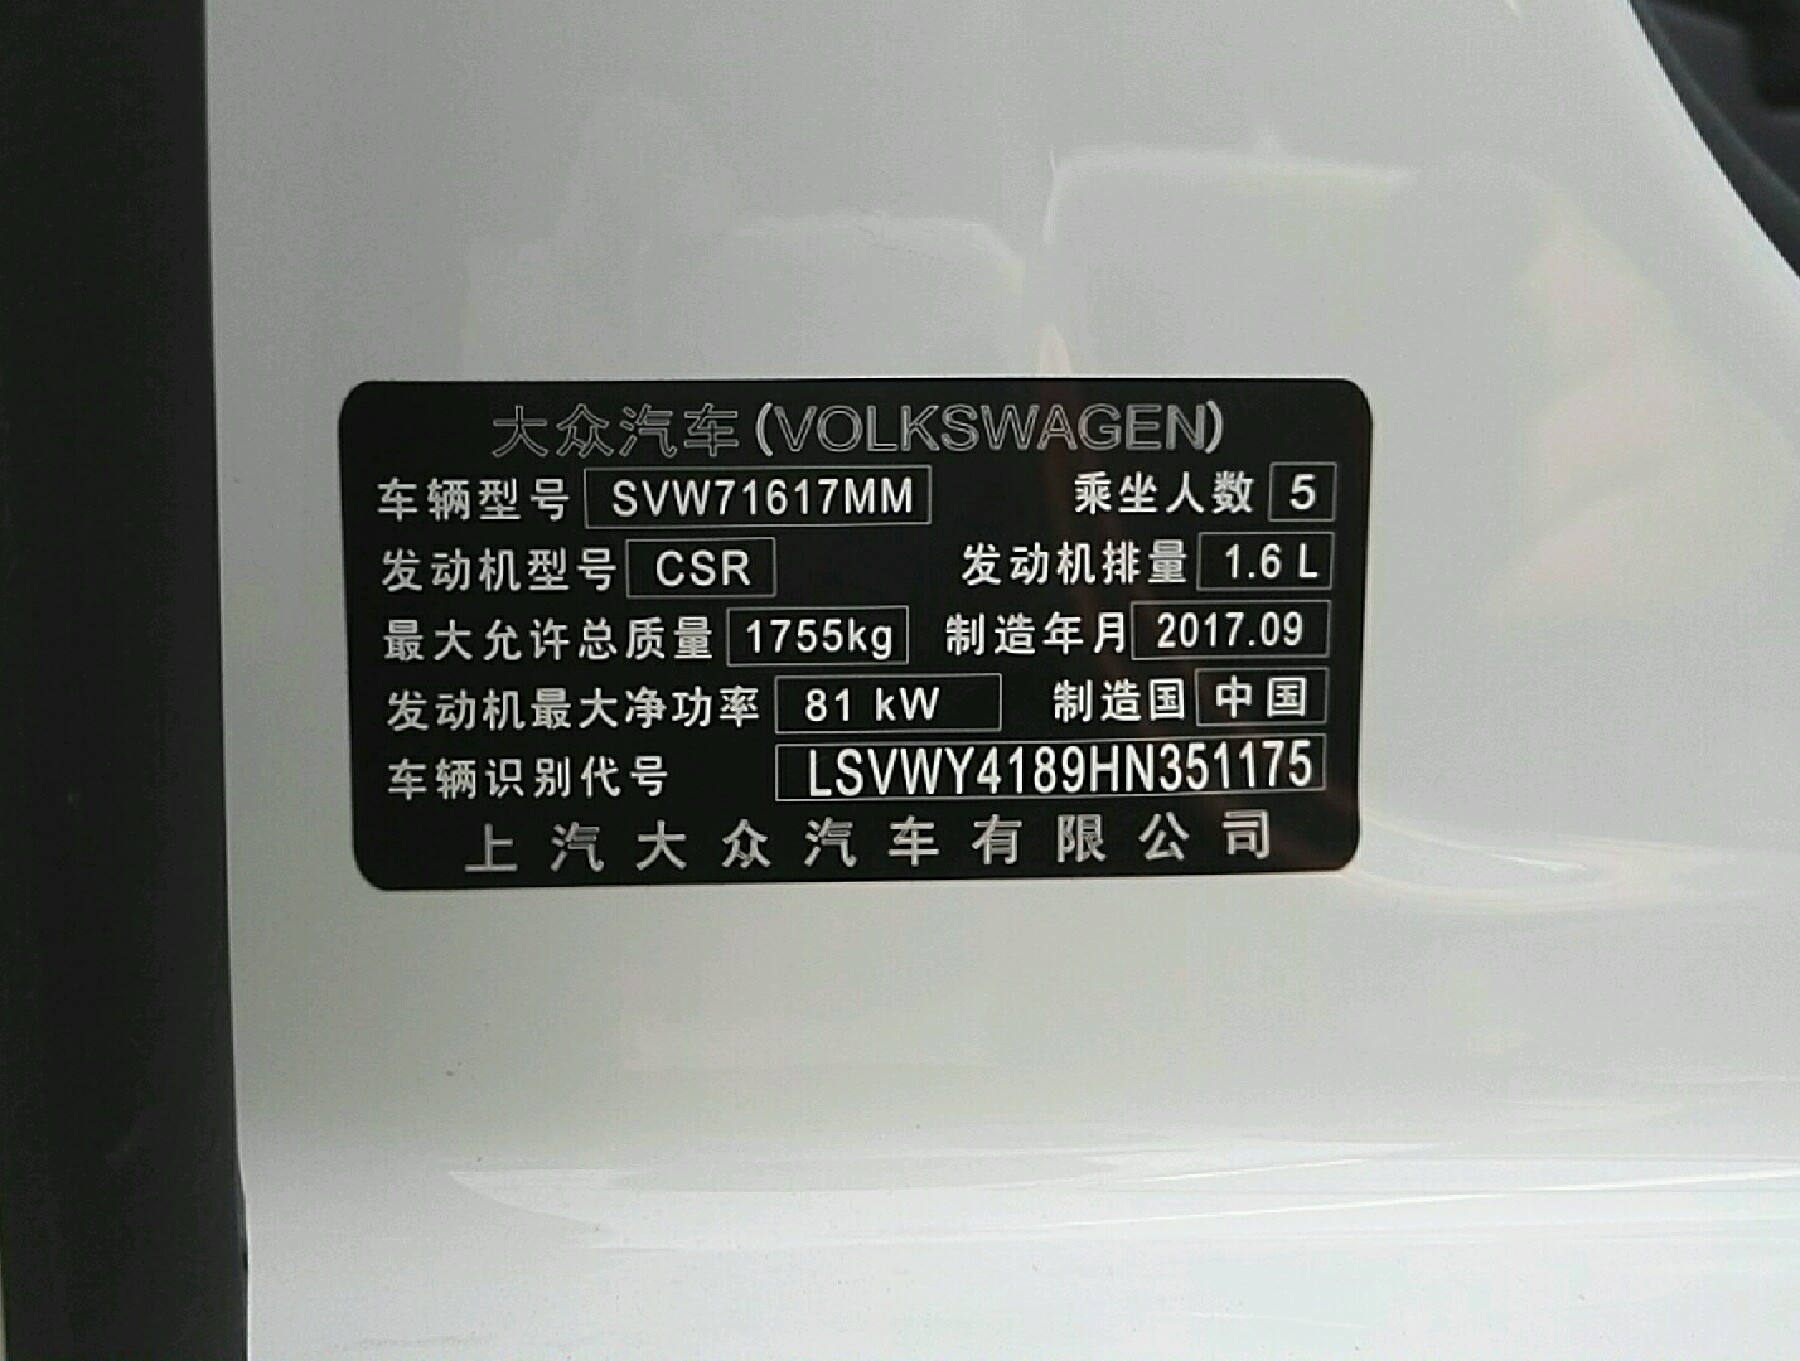 大众汽车(VOLKSWAGEN)
车辆型号 SVW71617MM 乘坐人数 5
发动机型号 CSR 发动机排量 1.6 L
最大允许总质量 1755kg 制造年月 2017.09
发动机最大净功率 81 kW 制造国 中国
车辆识别代号 LSVWY4189HN351175
上汽大众汽车有限公司